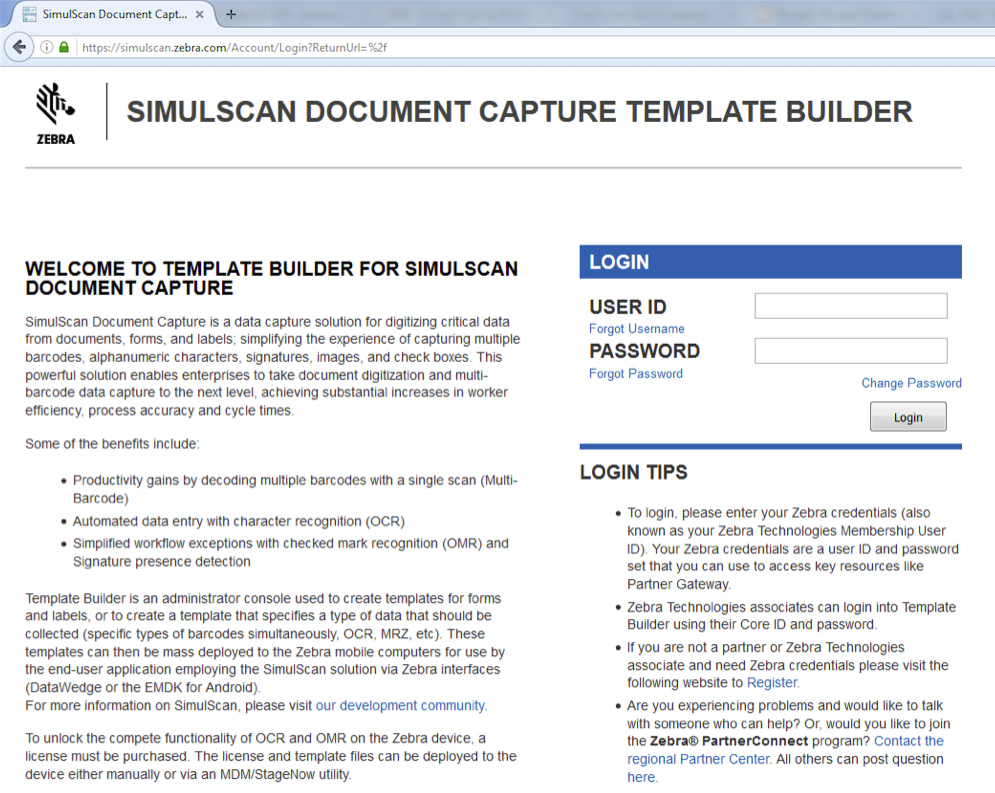 SimulScan Document Capt...
https://simulscan.zebra.com/Account/Login?ReturnUrl=%2f
ZEBRA
SIMULSCAN DOCUMENT CAPTURE TEMPLATE BUILDER
WELCOME TO TEMPLATE BUILDER FOR SIMULSCAN
DOCUMENT CAPTURE
SimulScan Document Capture is a data capture solution for digitizing critical data
from documents, forms, and labels; simplifying the experience of capturing multiple
barcodes, alphanumeric characters, signatures, images, and check boxes. This
powerful solution enables enterprises to take document digitization and multi-
barcode data capture to the next level, achieving substantial increases in worker
efficiency, process accuracy and cycle times.
Some of the benefits include:
• Productivity gains by decoding multiple barcodes with a single scan (Multi-
Barcode)
• Automated data entry with character recognition (OCR)
• Simplified workflow exceptions with checked mark recognition (OMR) and
Signature presence detection
Template Builder is an administrator console used to create templates for forms
and labels, or to create a template that specifies a type of data that should be
collected (specific types of barcodes simultaneously, OCR, MRZ, etc). These
templates can then be mass deployed to the Zebra mobile computers for use by
the end-user application employing the SimulScan solution via Zebra interfaces
(DataWedge or the EMDK for Android).
For more information on SimulScan, please visit our development community.
To unlock the compete functionality of OCR and OMR on the Zebra device, a
license must be purchased. The license and template files can be deployed to the
device either manually or via an MDM/StageNow utility.
LOGIN
USER ID
Forgot Username
PASSWORD
Forgot Password
Change Password
Login
LOGIN TIPS
• To login, please enter your Zebra credentials (also
known as your Zebra Technologies Membership User
ID). Your Zebra credentials are a user ID and password
set that you can use to access key resources like
Partner Gateway.
• Zebra Technologies associates can login into Template
Builder using their Core ID and password.
• If you are not a partner or Zebra Technologies
associate and need Zebra credentials please visit the
following website to Register.
• Are you experiencing problems and would like to talk
with someone who can help? Or, would you like to join
the Zebra® PartnerConnect program? Contact the
regional Partner Center. All others can post question
here.